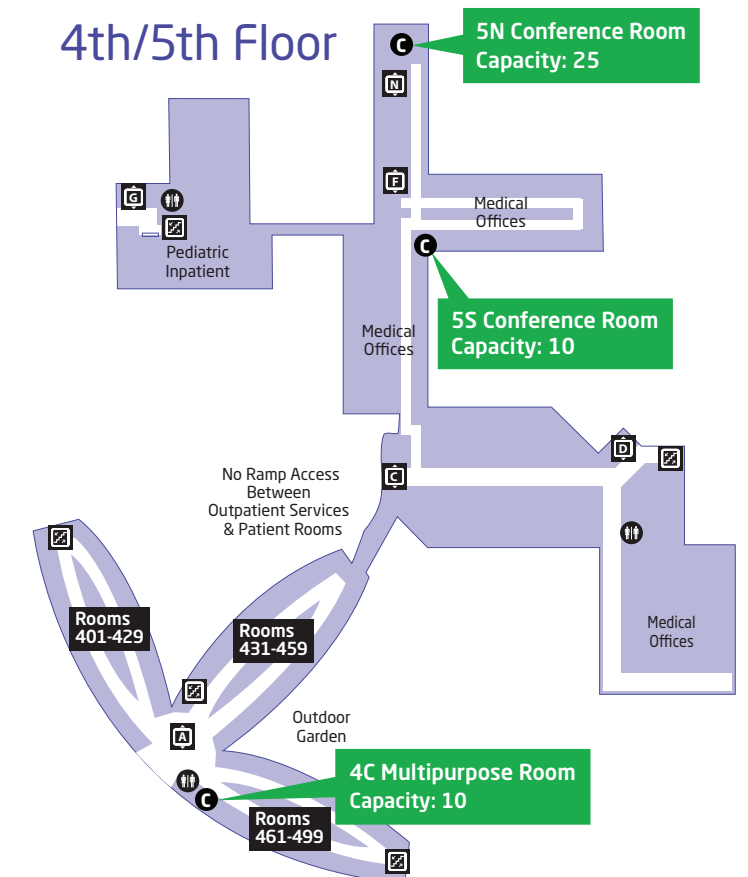 4th/5th Floor
C
5N Conference Room
Capacity: 25
N
F
G
Medical
Offices
Pediatric
Inpatient
C
5S Conference Room
Capacity: 10
Medical
Offices
D
C
No Ramp Access
Between
Outpatient Services
& Patient Rooms
Rooms
401-429
Rooms
431-459
Medical
Offices
A
Outdoor
Garden
4C Multipurpose Room
Capacity: 10
C
Rooms
461-499